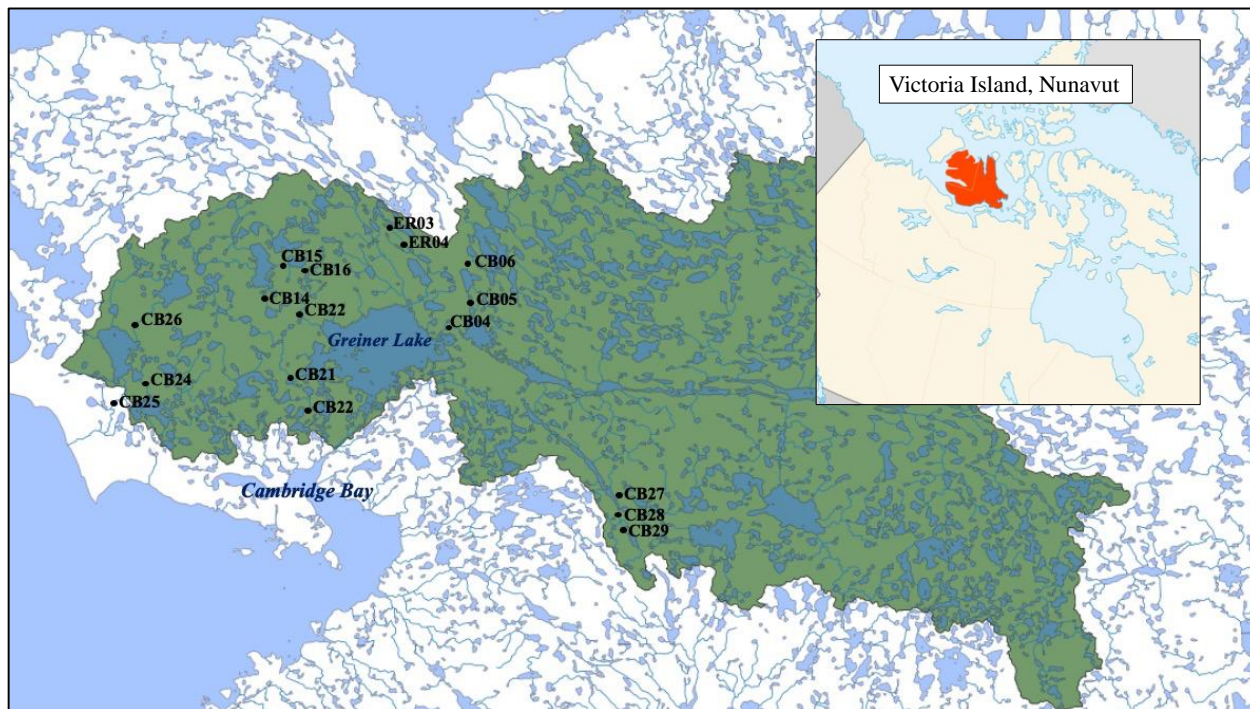 Victoria Island, Nunavut
ER03
ER04
CB15
CB16
CB06
CB14
CB22
CB05
CB26
CB04
Greiner Lake
CB24
CB21
CB25
CB22
Cambridge Bay
CB27
CB28
CB29